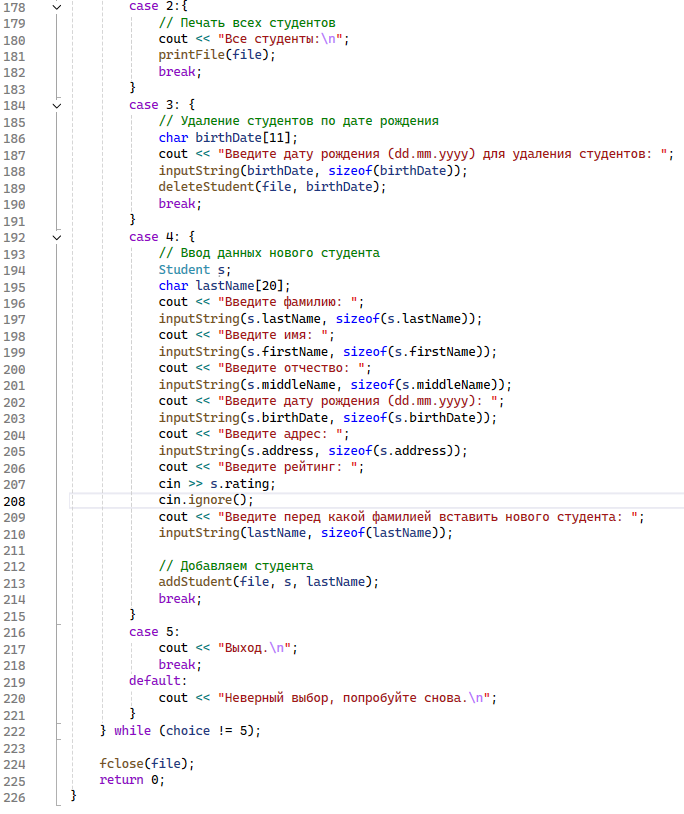 178 case 2:{
179 // Печать всех студентов
180 cout << "Все студенты:\n";
181 printFile(file);
182 break;
183 }
184 case 3: {
185 // Удаление студентов по дате рождения
186 char birthDate[11];
187 cout << "Введите дату рождения (dd.mm.yyyy) для удаления студентов: ";
188 inputString(birthDate, sizeof(birthDate));
189 deleteStudent(file, birthDate);
190 break;
191 }
192 case 4: {
193 // Ввод данных нового студента
194 Student s;
195 char lastName[20];
196 cout << "Введите фамилию: ";
197 inputString(s.lastName, sizeof(s.lastName));
198 cout << "Введите имя: ";
199 inputString(s.firstName, sizeof(s.firstName));
200 cout << "Введите отчество: ";
201 inputString(s.middleName, sizeof(s.middleName));
202 cout << "Введите дату рождения (dd.mm.yyyy): ";
203 inputString(s.birthDate, sizeof(s.birthDate));
204 cout << "Введите адрес: ";
205 inputString(s.address, sizeof(s.address));
206 cout << "Введите рейтинг: ";
207 cin >> s.rating;
208 cin.ignore();
209 cout << "Введите перед какой фамилией вставить нового студента: ";
210 inputString(lastName, sizeof(lastName));
211
212 // Добавляем студента
213 addStudent(file, s, lastName);
214 break;
215 }
216 case 5:
217 cout << "Выход.\n";
218 break;
219 default:
220 cout << "Неверный выбор, попробуйте снова.\n";
221 }
222 } while (choice != 5);
223
224 fclose(file);
225 return 0;
226 }